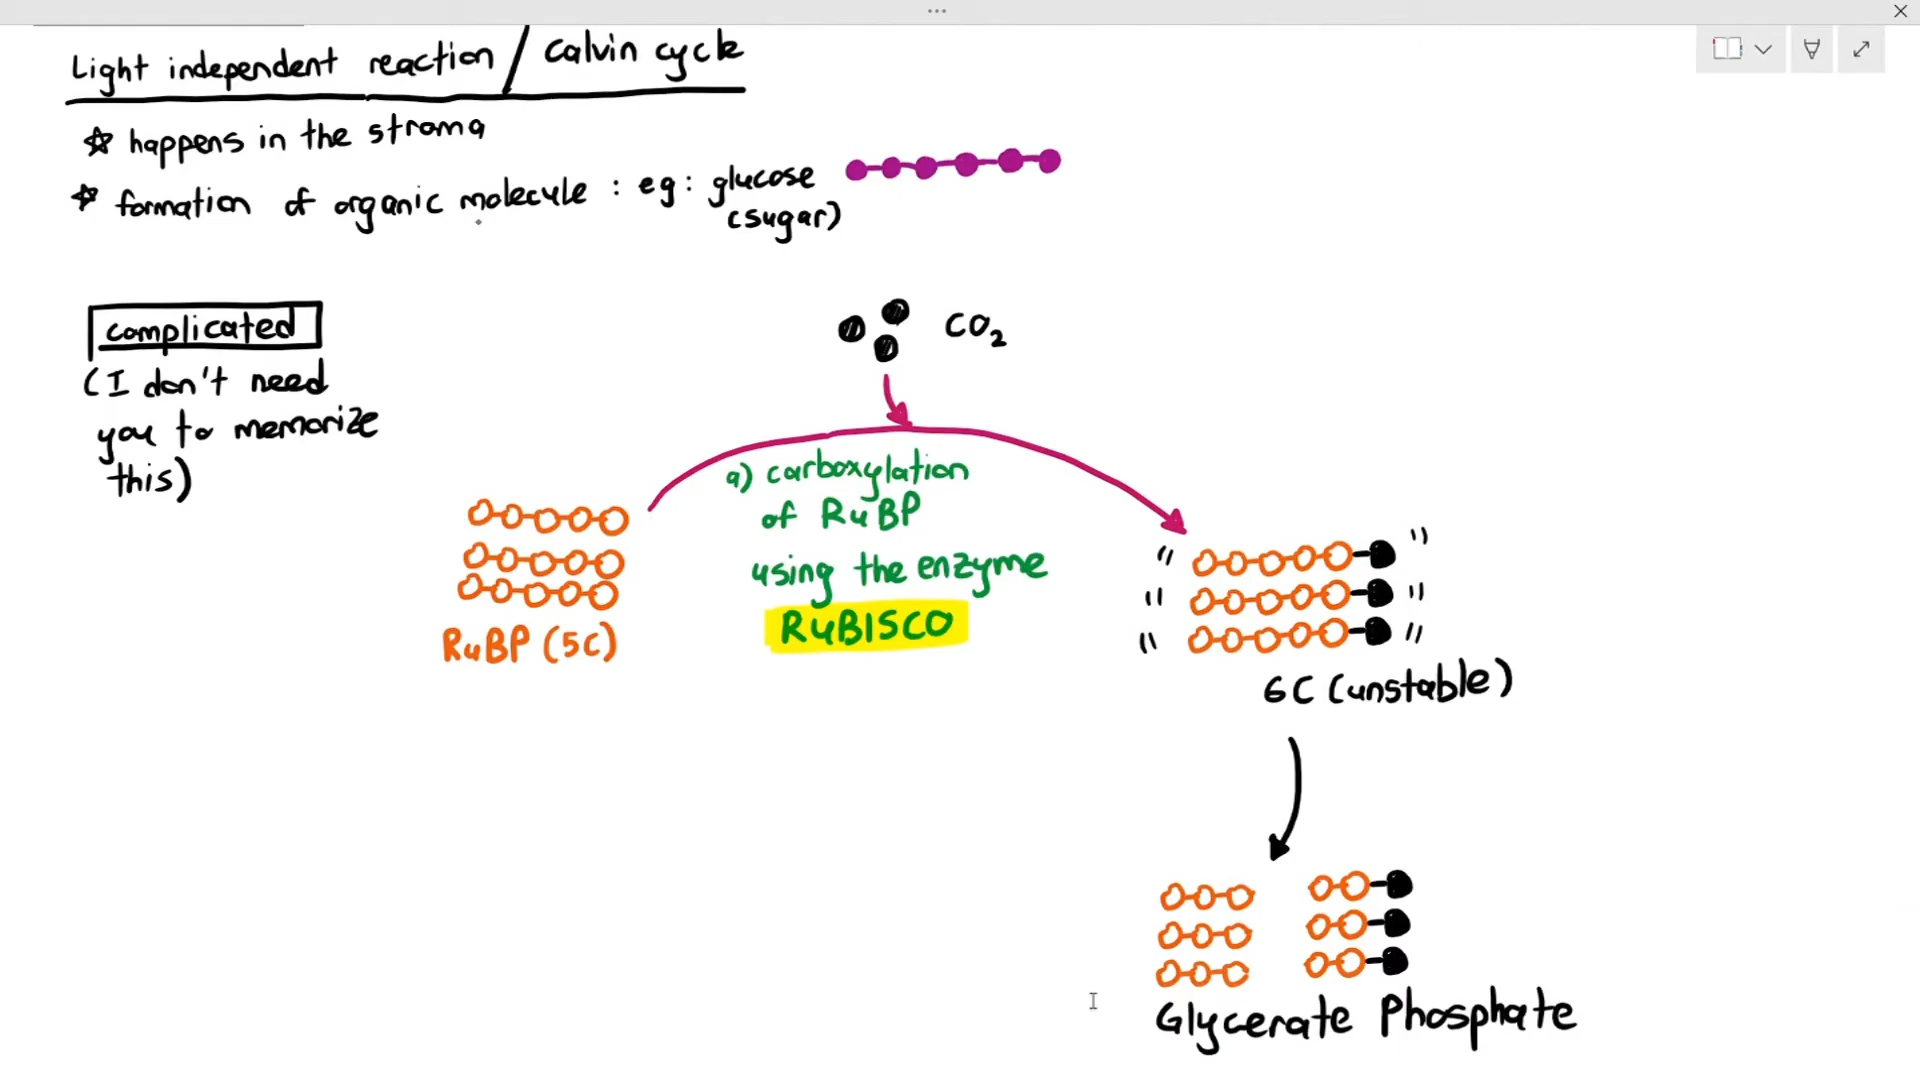 Light independent reaction / Calvin cycle
☆ happens in the stroma
☆ formation of organic molecule : eg: glucose
(sugar)
complicated
(I don't need
you to memorize
this)
CO₂
a) carboxylation
of RuBP
using the enzyme
RuBISCO
RuBP (5C)
6C (unstable)
Glycerate Phosphate